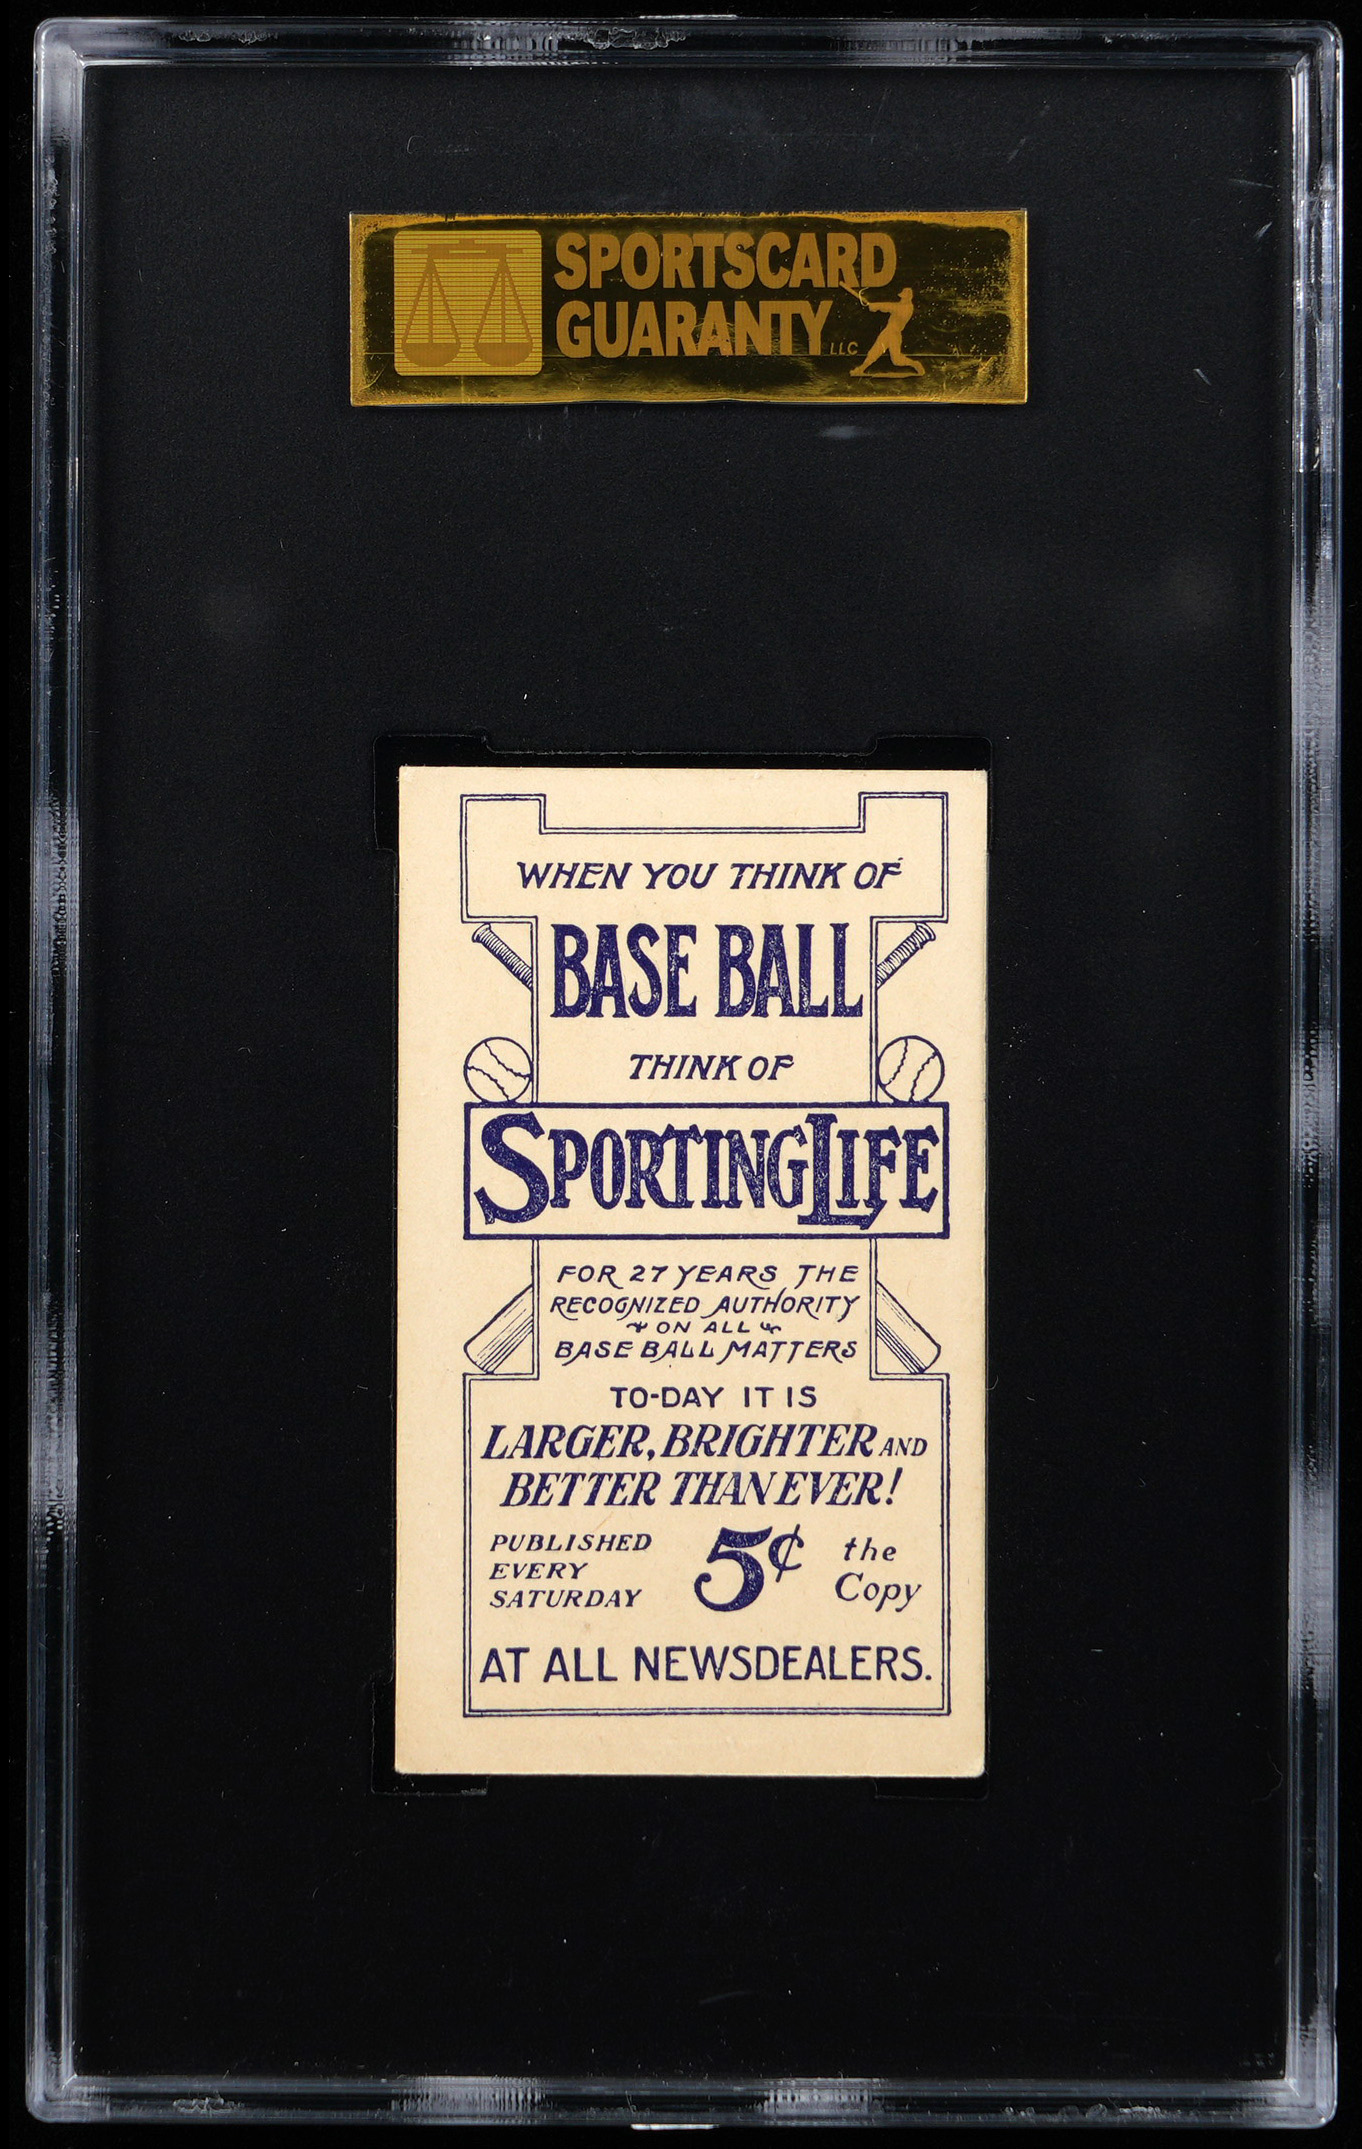 SPORTSCARD
GUARANTY LLC
WHEN YOU THINK OF
BASE BALL
THINK OF
SPORTING LIFE
FOR 27 YEARS THE
RECOGNIZED AUTHORITY
ON ALL
BASE BALL MATTERS
TO-DAY IT IS
LARGER, BRIGHTER AND
BETTER THAN EVER!
PUBLISHED
EVERY
SATURDAY
5¢
the
Copy
AT ALL NEWSDEALERS.